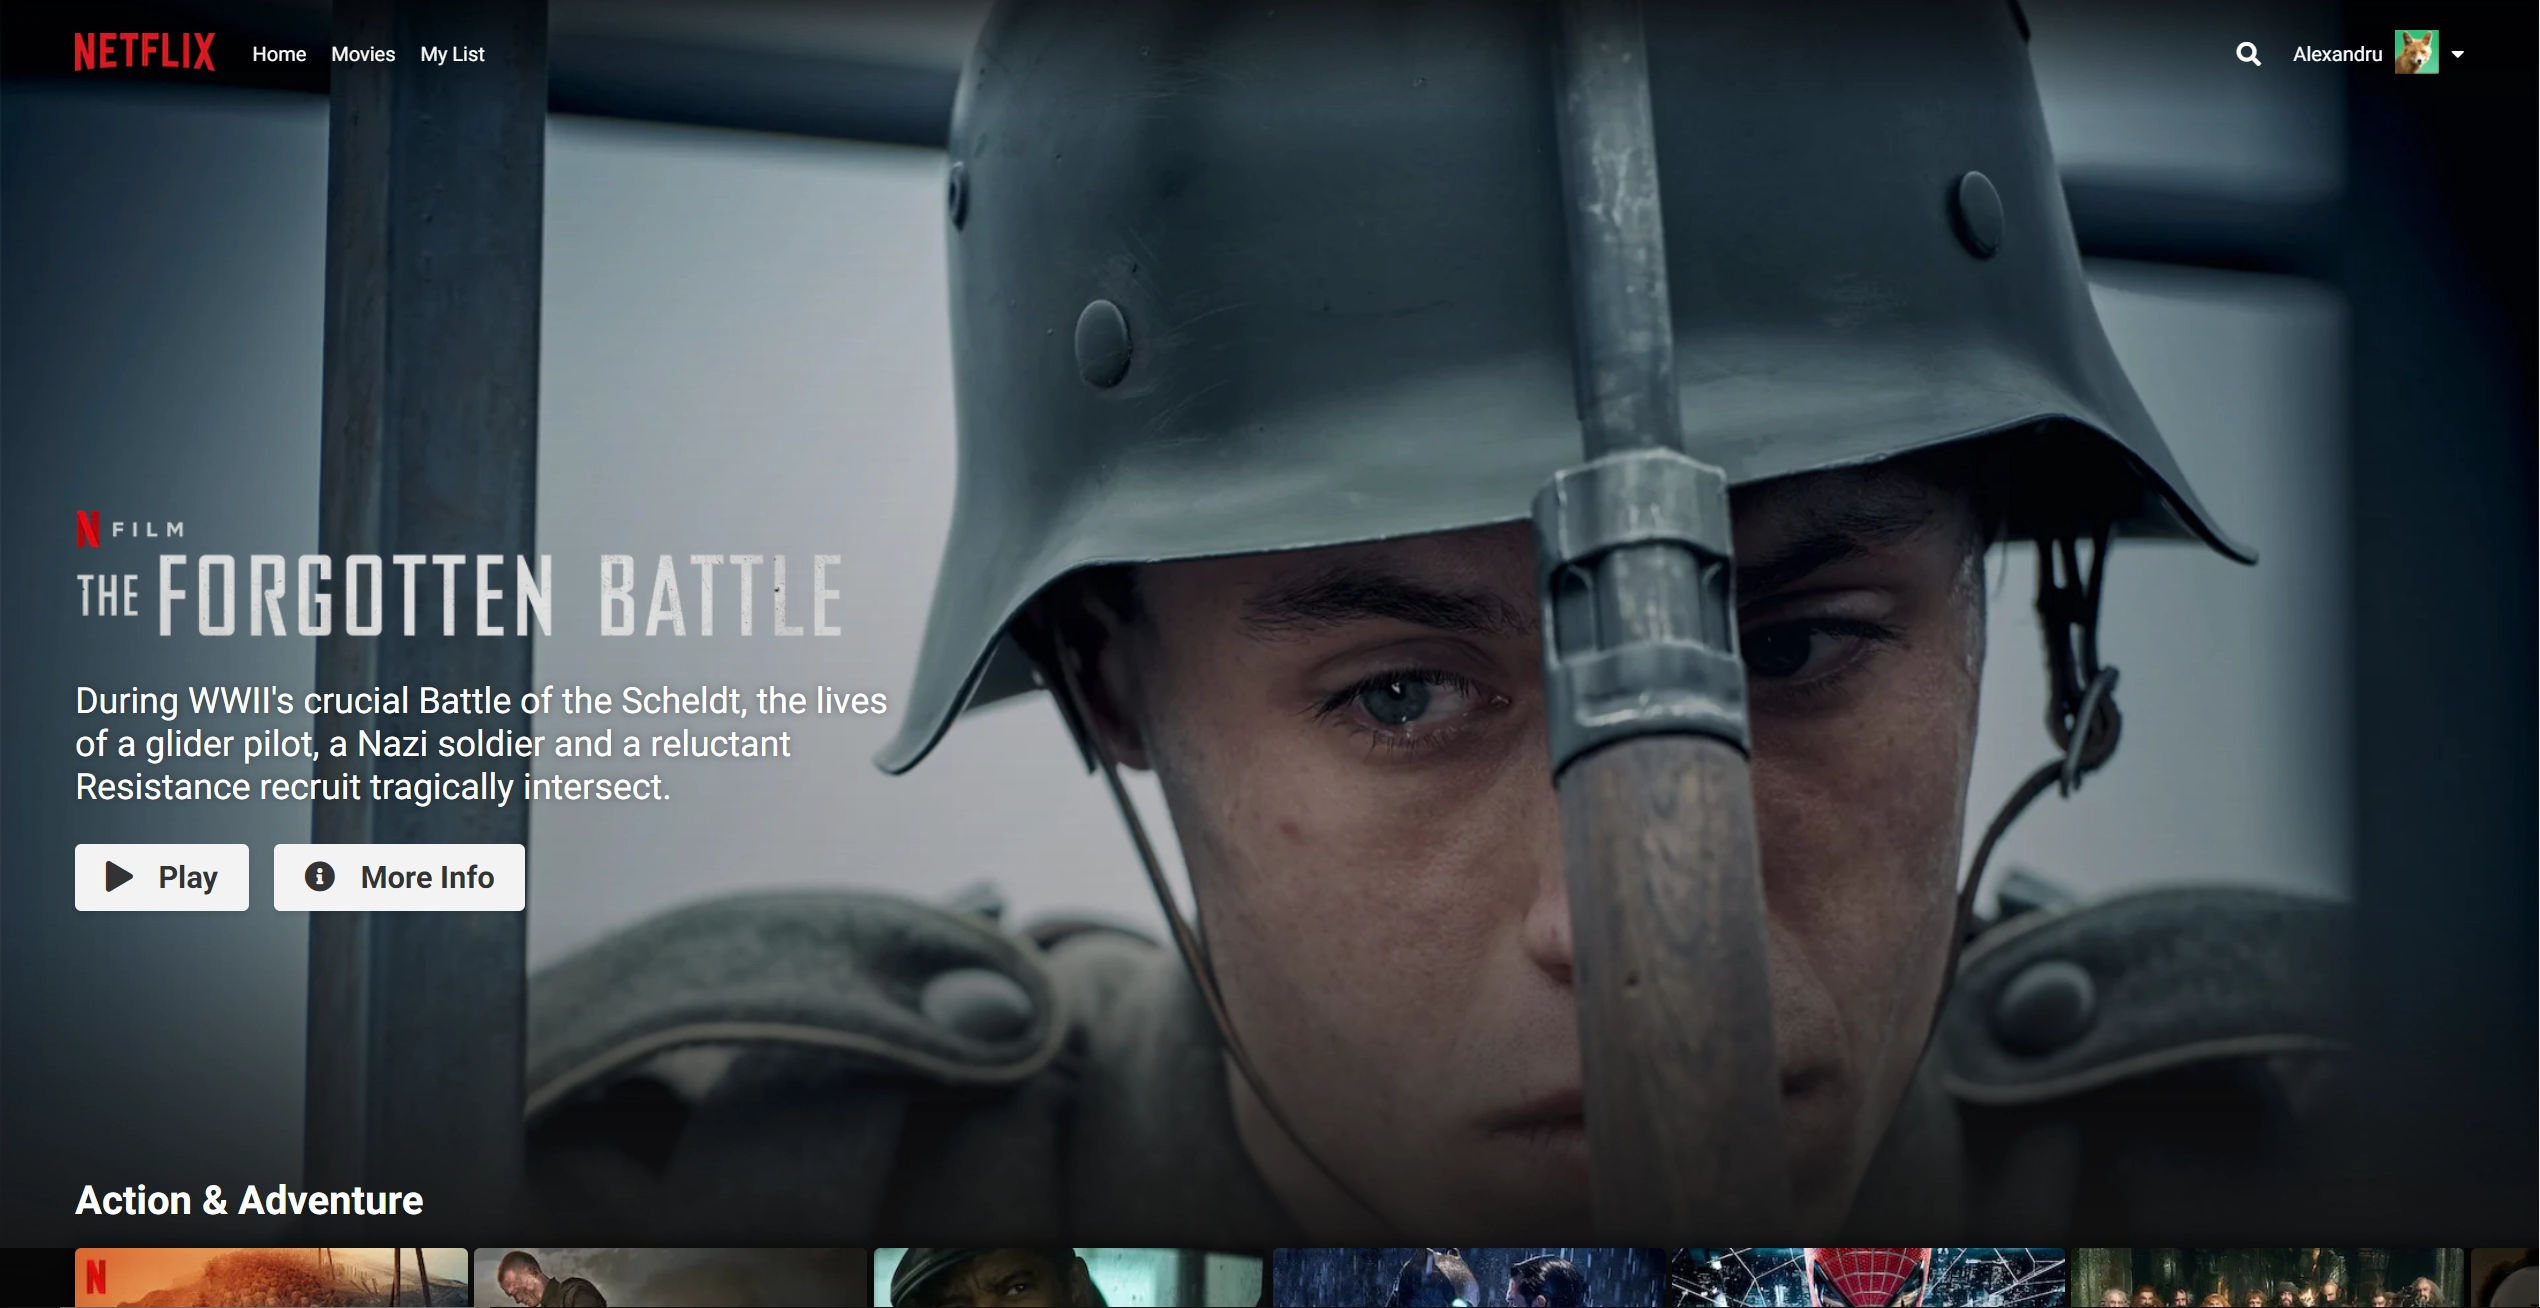 NETFLIX Home Movies My List Alexandru
N FILM
THE FORGOTTEN BATTLE
During WWII's crucial Battle of the Scheldt, the lives
of a glider pilot, a Nazi soldier and a reluctant
Resistance recruit tragically intersect.
Play More Info
Action & Adventure
N